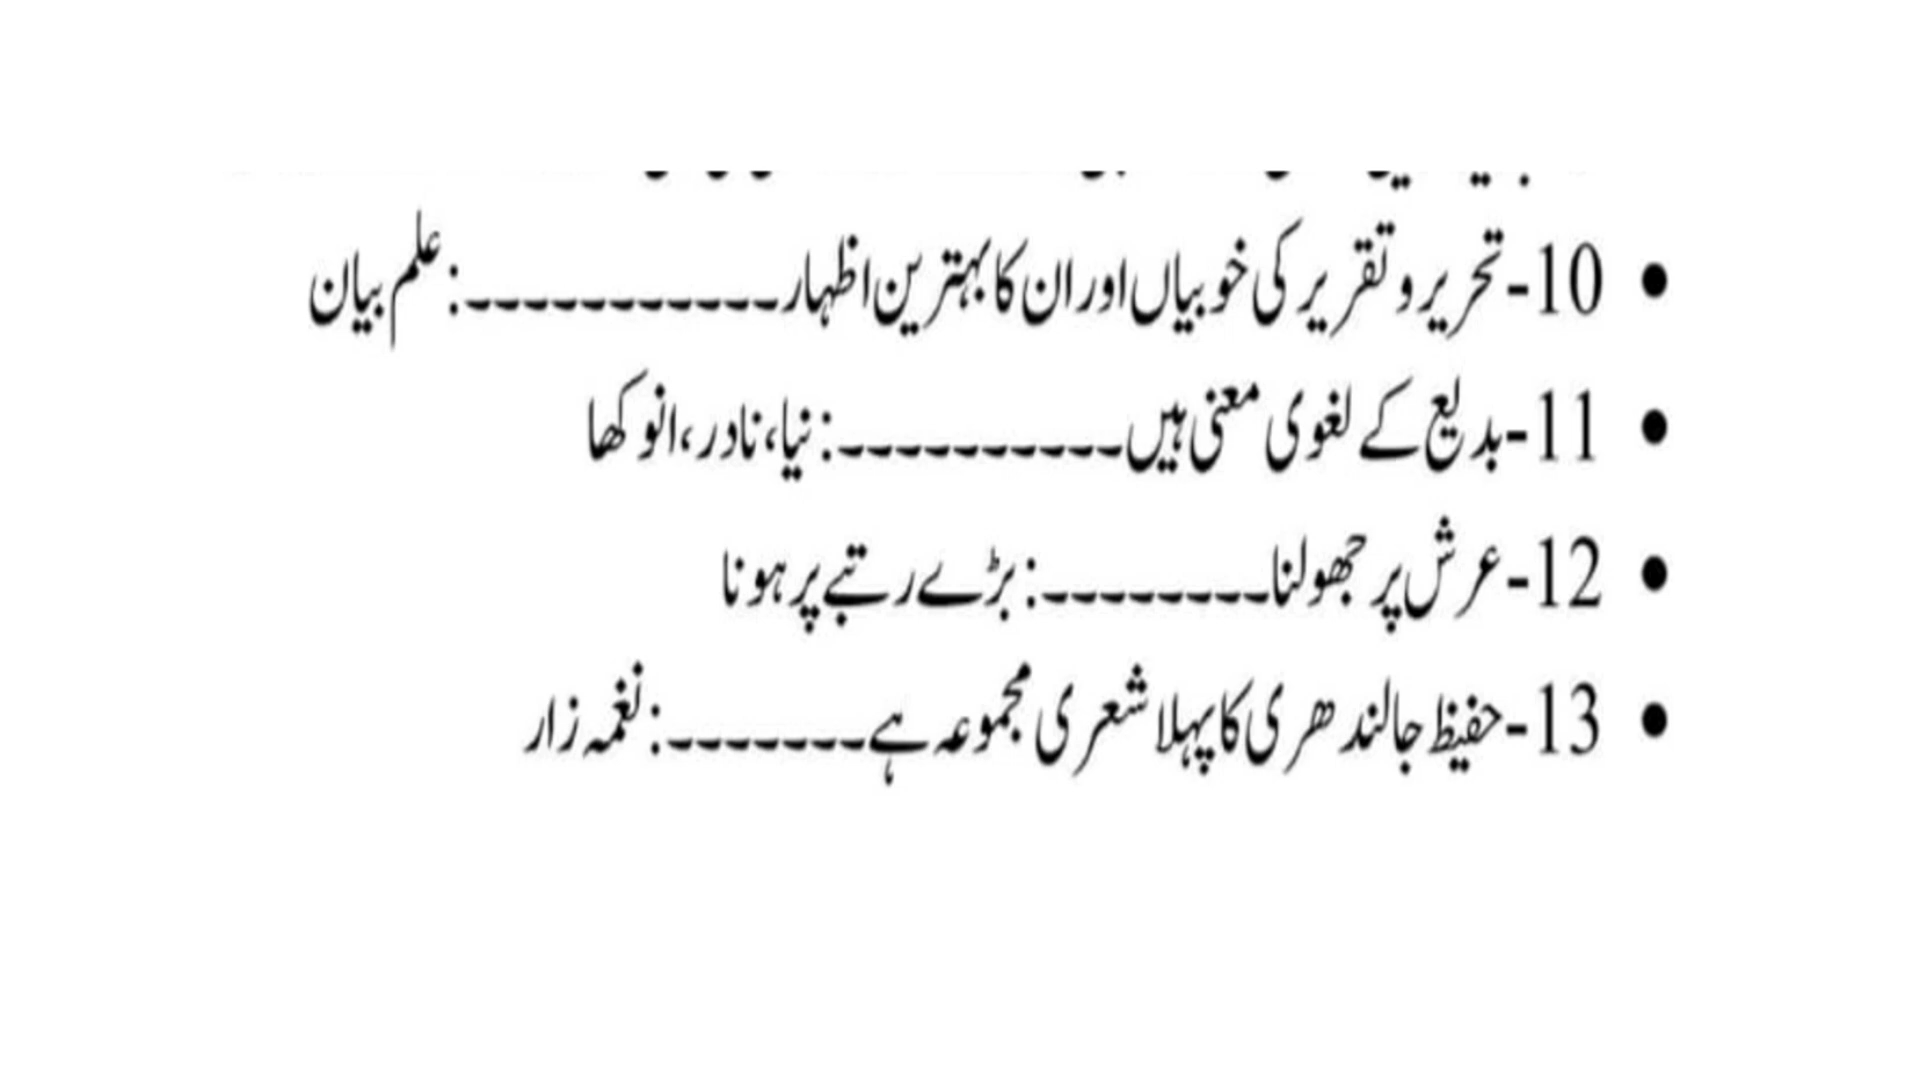 • 10-تحریر و تقریر کی خوبیاں اور ان کا بہترین اظہار-----------: علم بیان
• 11-بدیع کے لغوی معنی ہیں----------: نیا، نادر، انوکھا
• 12-عرش پر جھولنا--------: بڑے رتبے پر ہونا
• 13-حفیظ جالندھری کا پہلا شعری مجموعہ ہے-------: نغمہ زار